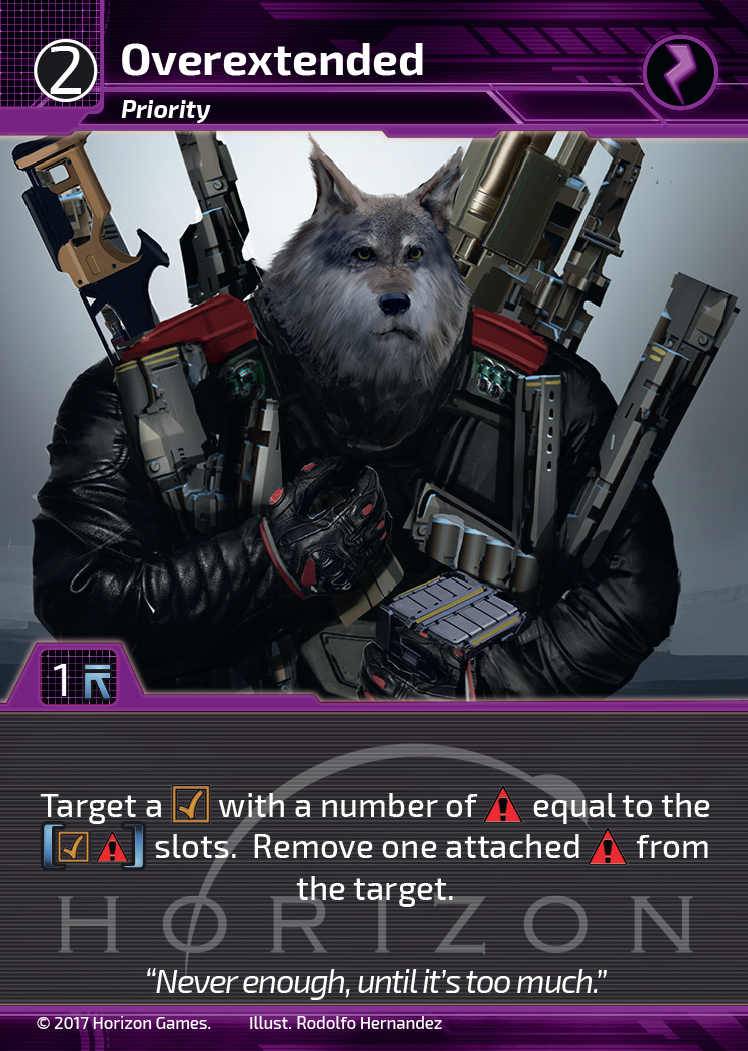 2
Overextended
Priority
1
Target a with a number of equal to the
slots. Remove one attached from
the target.
HORIZON
“Never enough, until it’s too much.”
© 2017 Horizon Games. Illust. Rodolfo Hernandez